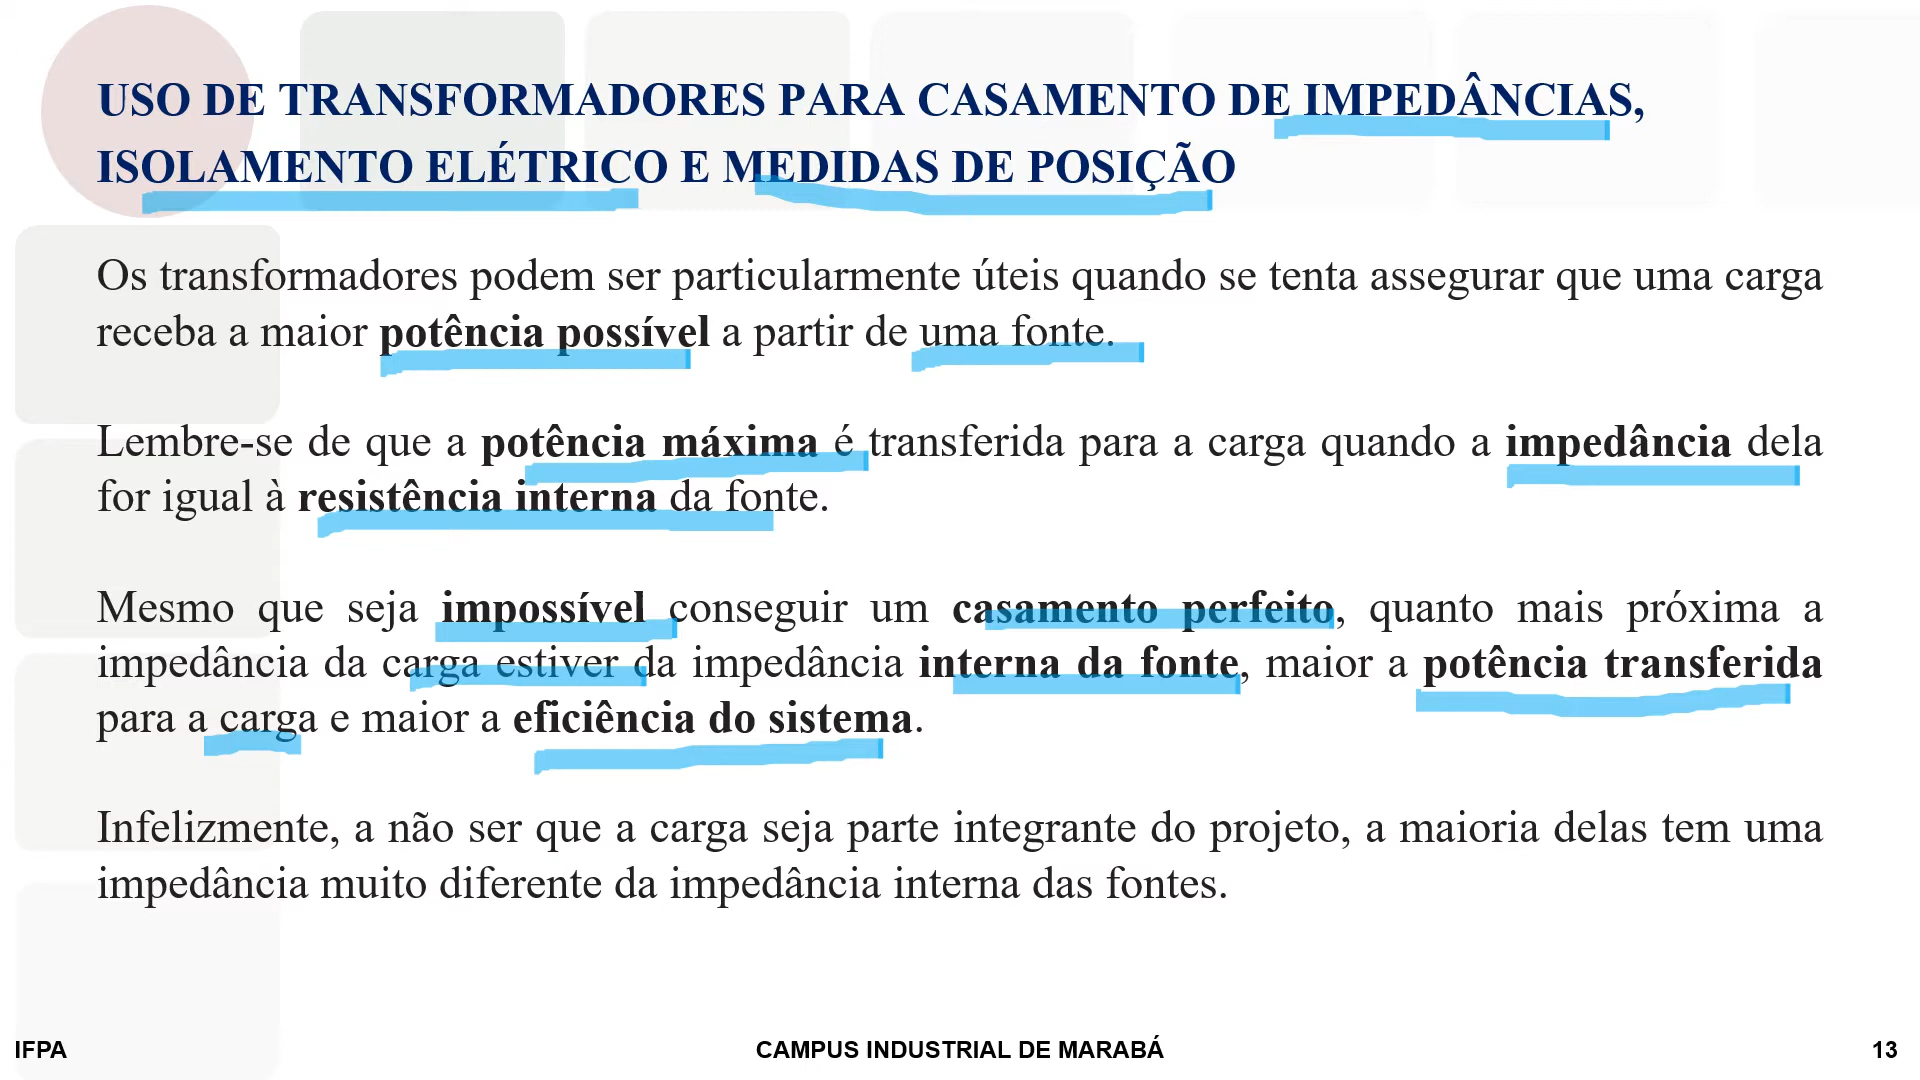 USO DE TRANSFORMADORES PARA CASAMENTO DE IMPEDÂNCIAS,
ISOLAMENTO ELÉTRICO E MEDIDAS DE POSIÇÃO
Os transformadores podem ser particularmente úteis quando se tenta assegurar que uma carga
receba a maior potência possível a partir de uma fonte.
Lembre-se de que a potência máxima é transferida para a carga quando a impedância dela
for igual à resistência interna da fonte.
Mesmo que seja impossível conseguir um casamento perfeito, quanto mais próxima a
impedância da carga estiver da impedância interna da fonte, maior a potência transferida
para a carga e maior a eficiência do sistema.
Infelizmente, a não ser que a carga seja parte integrante do projeto, a maioria delas tem uma
impedância muito diferente da impedância interna das fontes.
IFPA
CAMPUS INDUSTRIAL DE MARABÁ
13